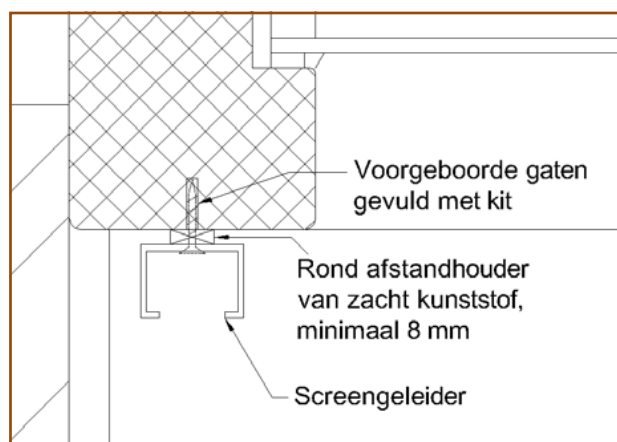 Voorgeboorde gaten
gevuld met kit
Rond afstandhouder
van zacht kunststof,
minimaal 8 mm
Screengeleider